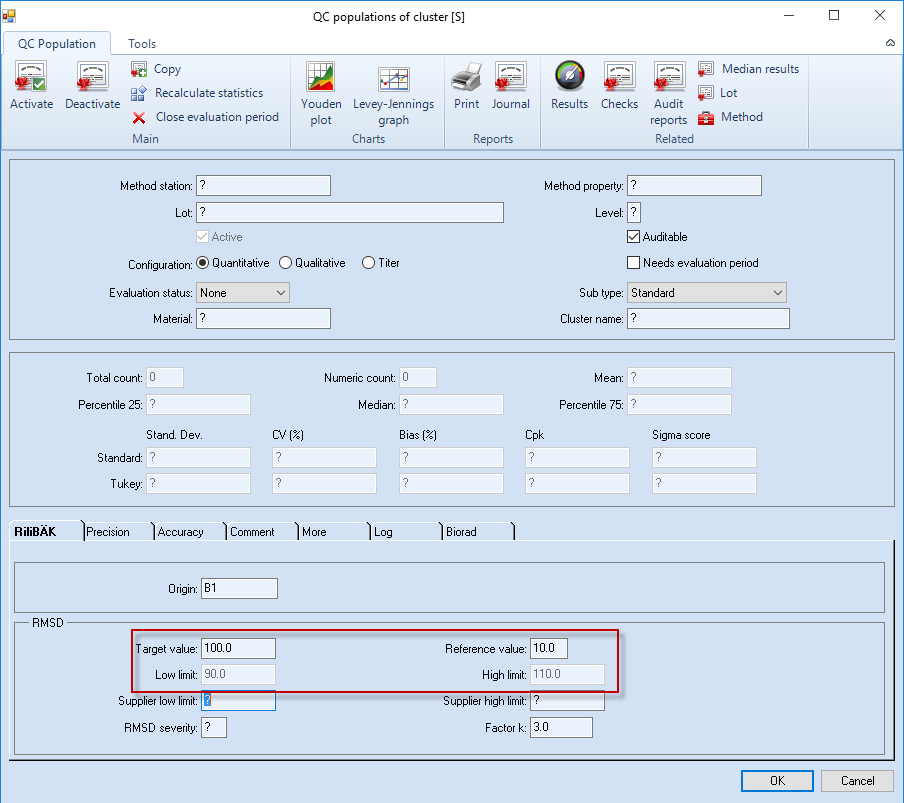 QC populations of cluster [S]
QC Population Tools
Activate Deactivate Copy
Recalculate statistics
Close evaluation period
Main
Youden plot Levey-Jennings graph
Charts
Print Journal
Reports
Results Checks Audit reports
Median results
Lot
Method
Related
Method station: ? Method property: ?
Lot: ? Level: ?
Active Auditable
Configuration: Quantitative Qualitative Titer Needs evaluation period
Evaluation status: None Sub type: Standard
Material: ? Cluster name: ?
Total count: 0 Numeric count: 0 Mean: ?
Percentile 25: ? Median: ? Percentile 75: ?
Stand. Dev. CV (%) Bias (%) Cpk Sigma score
Standard: ? ? ? ? ?
Tukey: ? ? ? ? ?
RiliBÄK Precision Accuracy Comment More Log Biorad
Origin: B1
RMSD
Target value: 100.0 Reference value: 10.0
Low limit: 90.0 High limit: 110.0
Supplier low limit: ? Supplier high limit: ?
RMSD severity: ? Factor k: 3.0
OK Cancel